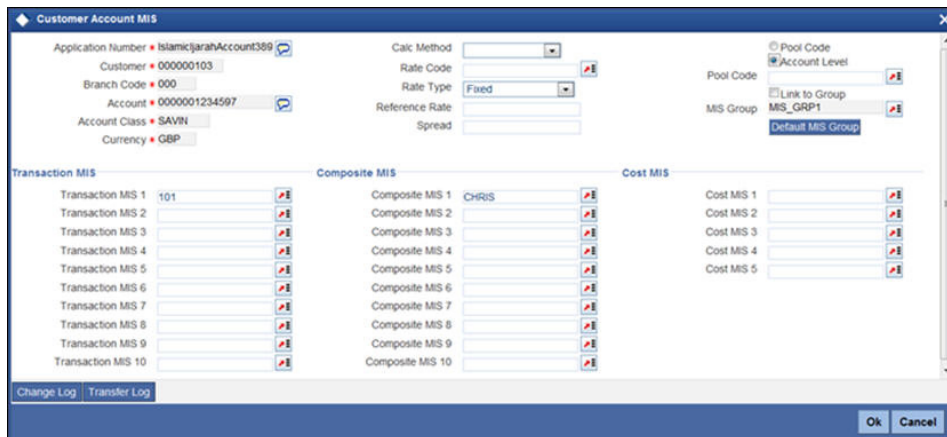 Customer Account MIS
Application Number * IslamicIjarahAccount389
Customer * 000000103
Branch Code * 000
Account * 0000001234597
Account Class * SAVIN
Currency * GBP
Calc Method
Rate Code
Rate Type Fixed
Reference Rate
Spread
Pool Code
Account Level
Pool Code
Link to Group
MIS Group MIS_GRP1
Default MIS Group
Transaction MIS
Transaction MIS 1 101
Transaction MIS 2
Transaction MIS 3
Transaction MIS 4
Transaction MIS 5
Transaction MIS 6
Transaction MIS 7
Transaction MIS 8
Transaction MIS 9
Transaction MIS 10
Composite MIS
Composite MIS 1 CHRIS
Composite MIS 2
Composite MIS 3
Composite MIS 4
Composite MIS 5
Composite MIS 6
Composite MIS 7
Composite MIS 8
Composite MIS 9
Composite MIS 10
Cost MIS
Cost MIS 1
Cost MIS 2
Cost MIS 3
Cost MIS 4
Cost MIS 5
Change Log Transfer Log
Ok Cancel